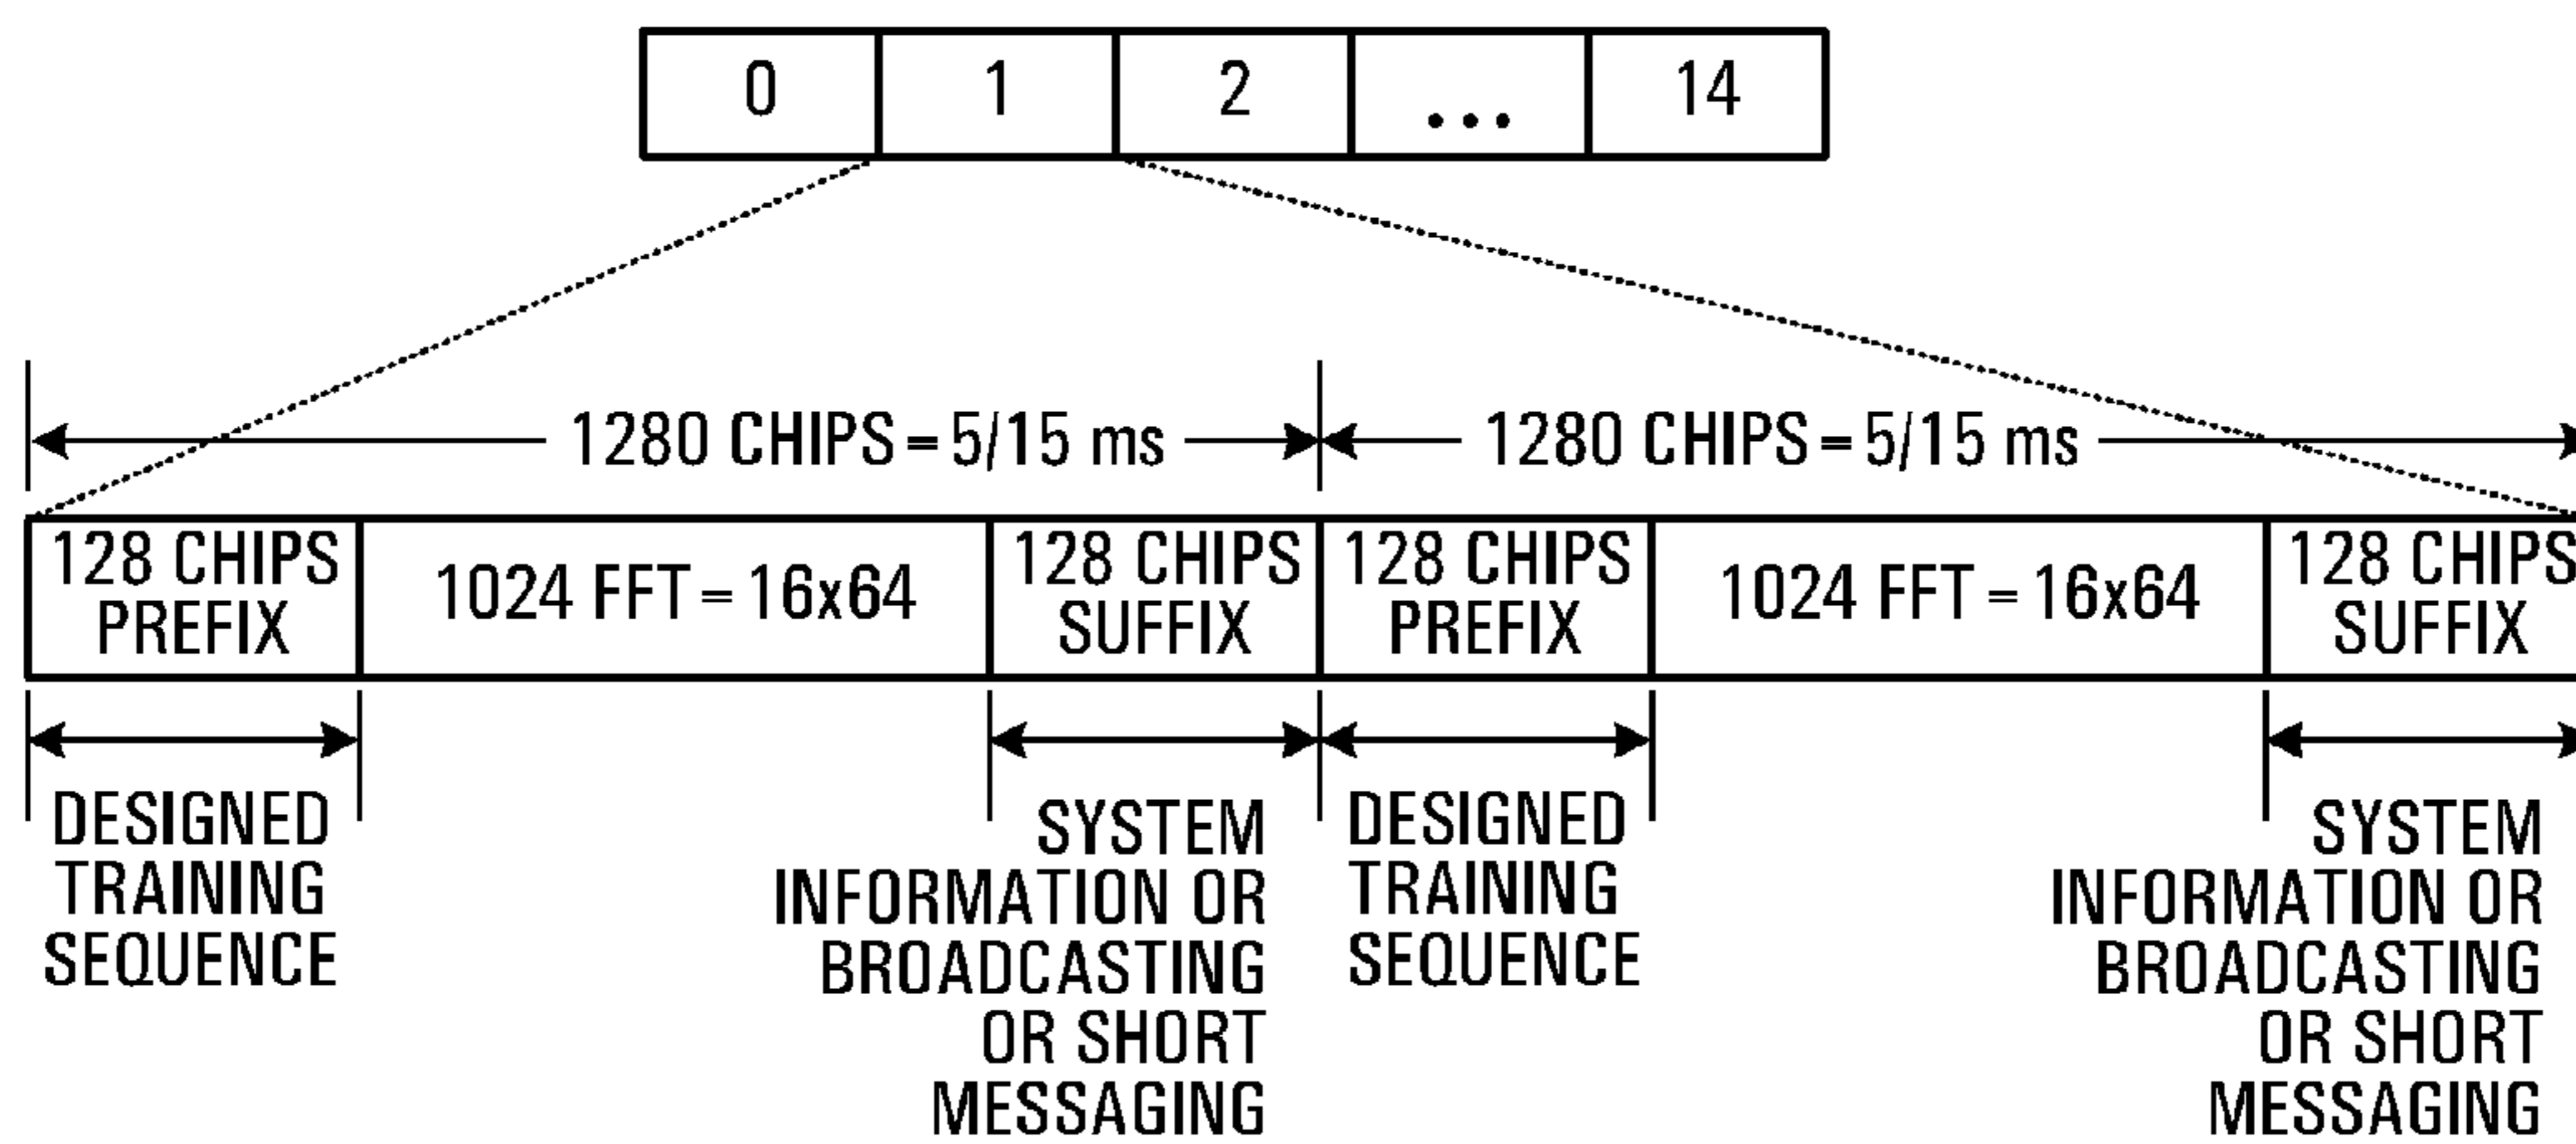 0 1 2 ... 14
1280 CHIPS = 5/15 ms 1280 CHIPS = 5/15 ms
128 CHIPS
PREFIX
1024 FFT = 16x64
128 CHIPS
SUFFIX
128 CHIPS
PREFIX
1024 FFT = 16x64
128 CHIPS
SUFFIX
DESIGNED
TRAINING
SEQUENCE
SYSTEM
INFORMATION OR
BROADCASTING
OR SHORT
MESSAGING
DESIGNED
TRAINING
SEQUENCE
SYSTEM
INFORMATION OR
BROADCASTING
OR SHORT
MESSAGING